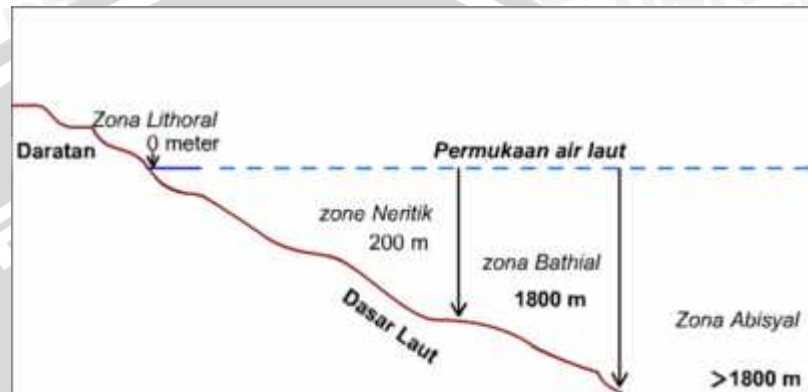 Zona Lithoral
0 meter
Daratan
Permukaan air laut
zone Neritik
200 m
zona Bathial
1800 m
Dasar Laut
Zona Abisyal
>1800 m